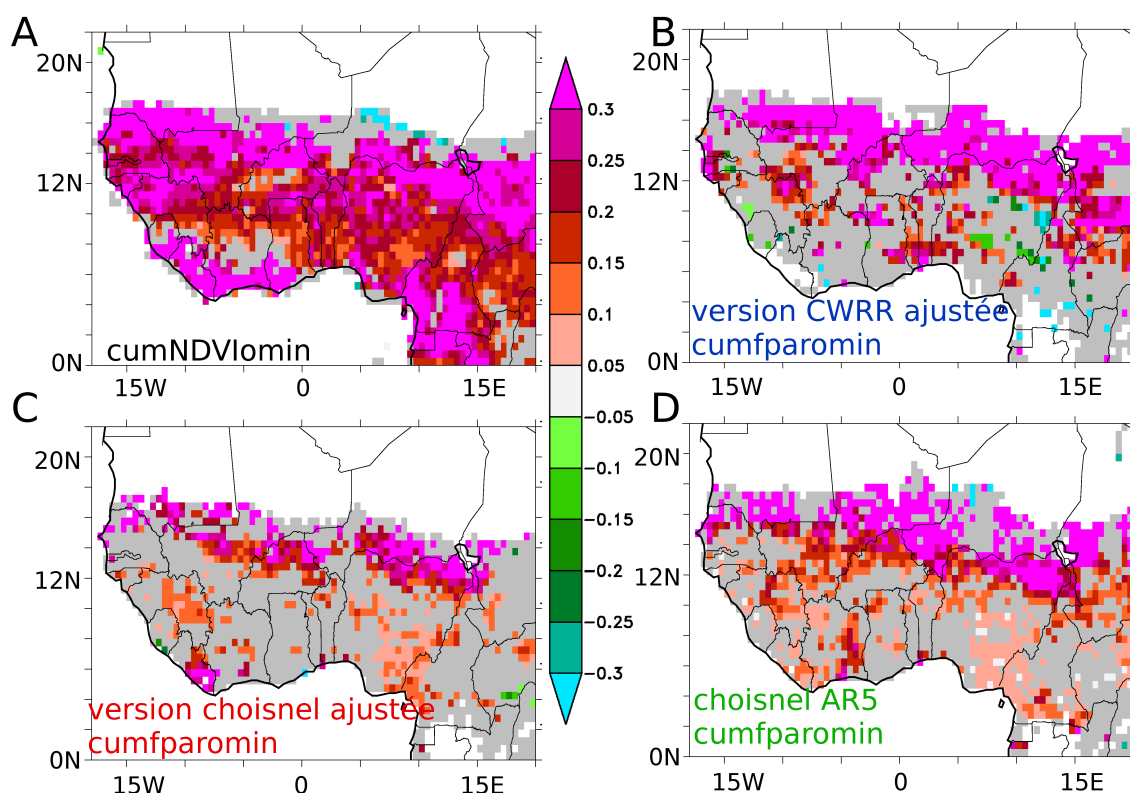 A
B
20N
12N
0N
15W
0
15E
cumNDVIomin
0.3
0.25
0.2
0.15
0.1
0.05
−0.05
−0.1
−0.15
−0.2
−0.25
−0.3
20N
12N
0N
15W
0
15E
version CWRR ajustée
cumfparomin
C
D
20N
12N
0N
15W
0
15E
version choisnel ajustée
cumfparomin
20N
12N
0N
15W
0
15E
choisnel AR5
cumfparomin